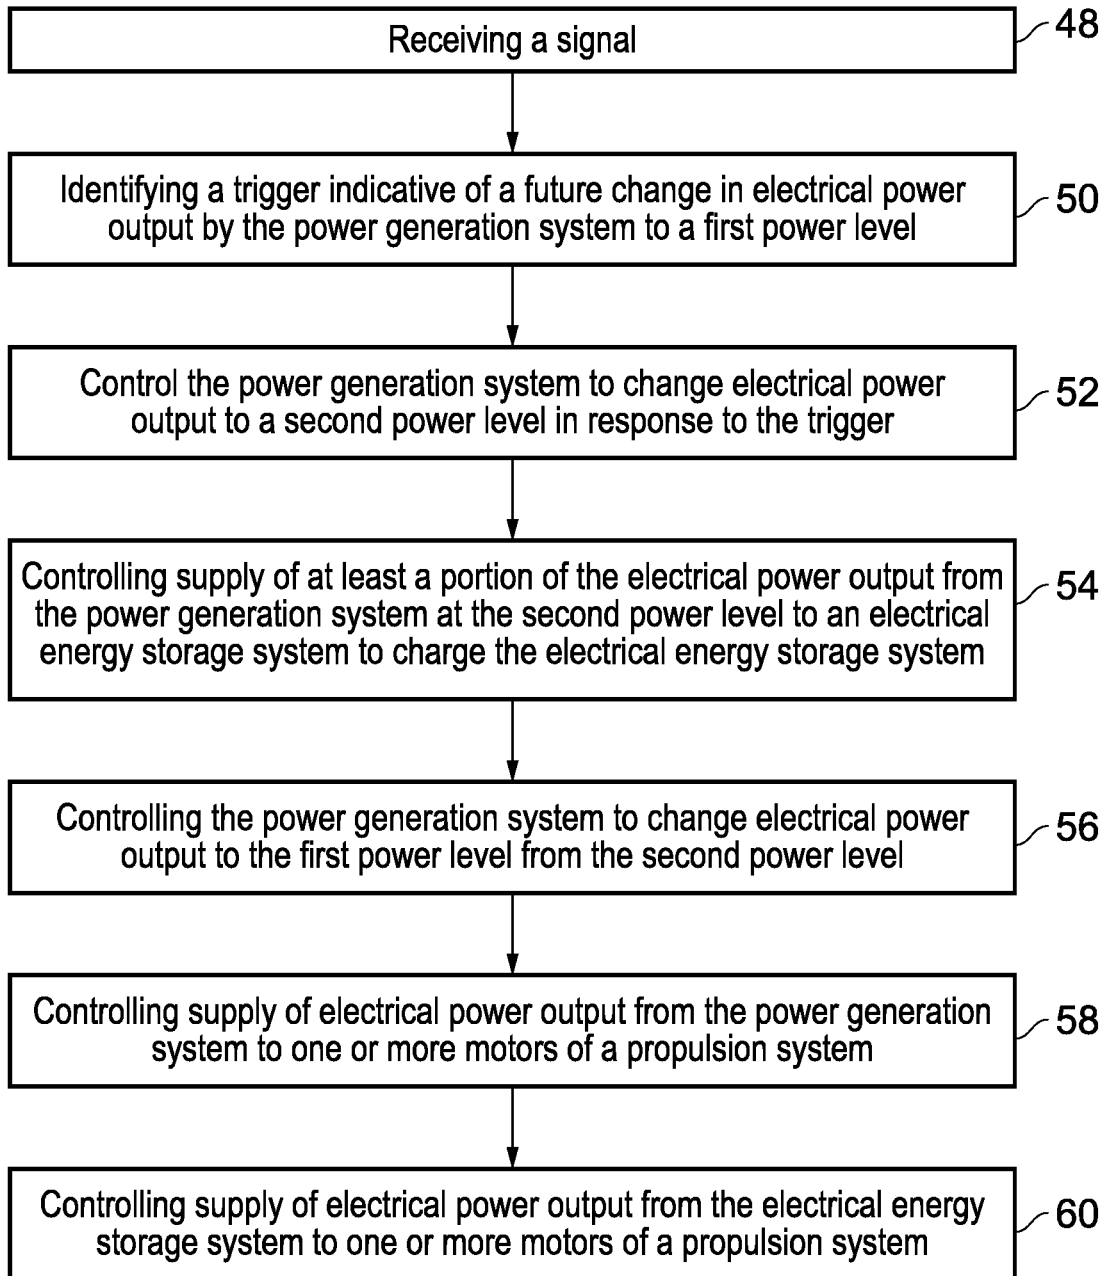 Receiving a signal
48
Identifying a trigger indicative of a future change in electrical power
output by the power generation system to a first power level
50
Control the power generation system to change electrical power
output to a second power level in response to the trigger
52
Controlling supply of at least a portion of the electrical power output from
the power generation system at the second power level to an electrical
energy storage system to charge the electrical energy storage system
54
Controlling the power generation system to change electrical power
output to the first power level from the second power level
56
Controlling supply of electrical power output from the power generation
system to one or more motors of a propulsion system
58
Controlling supply of electrical power output from the electrical energy
storage system to one or more motors of a propulsion system
60